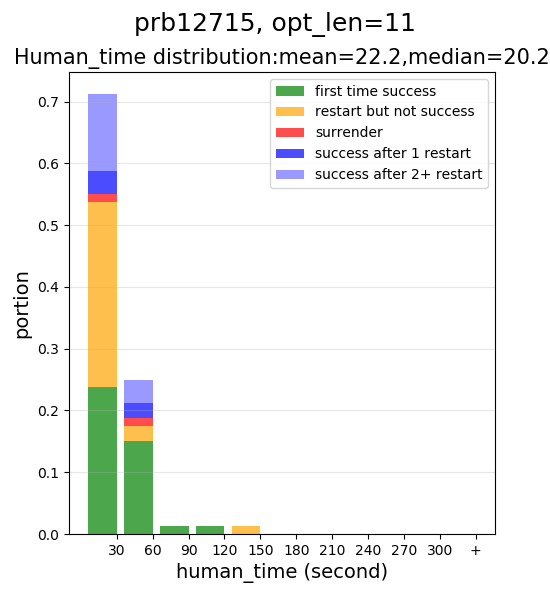 prb12715, opt_len=11
Human_time distribution:mean=22.2,median=20.2
first time success
restart but not success
surrender
success after 1 restart
success after 2+ restart
portion
0.7
0.6
0.5
0.4
0.3
0.2
0.1
0.0
30 60 90 120 150 180 210 240 270 300 +
human_time (second)